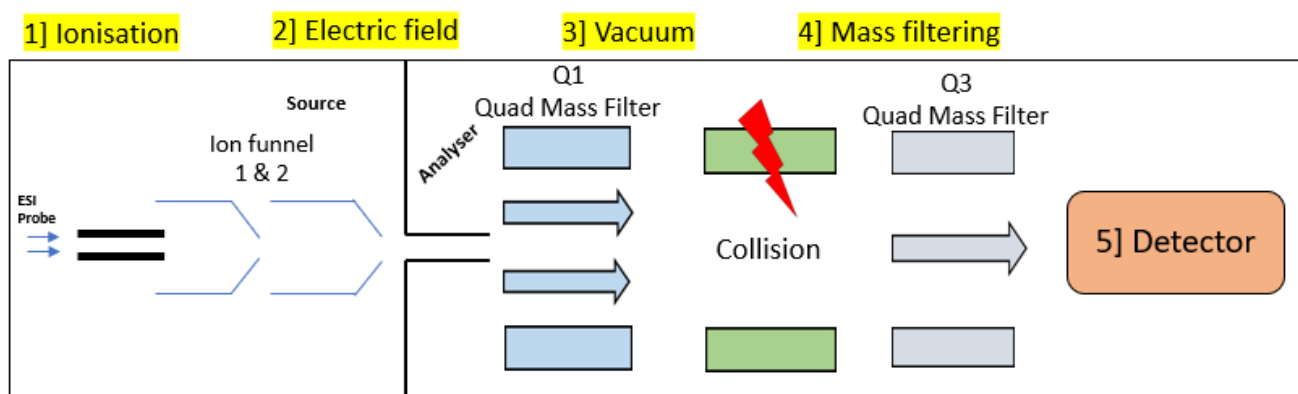 1] Ionisation
2] Electric field
3] Vacuum
4] Mass filtering
Source
Ion funnel
1 & 2
ESI
Probe
Analyser
Q1
Quad Mass Filter
Collision
Q3
Quad Mass Filter
5] Detector